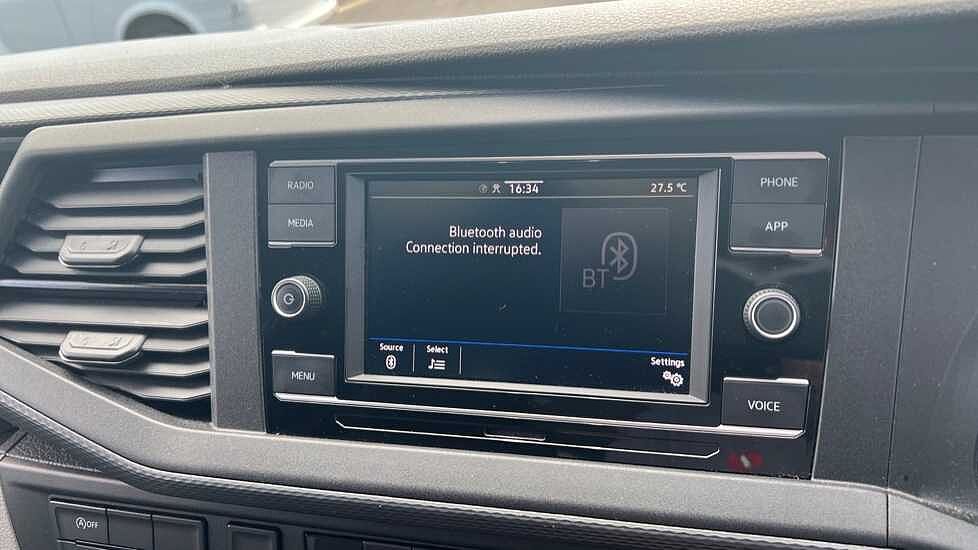 RADIO
MEDIA
MENU
16:34
27.5 °C
Bluetooth audio
Connection interrupted.
BT
Source
Select
Settings
PHONE
APP
VOICE
A OFF